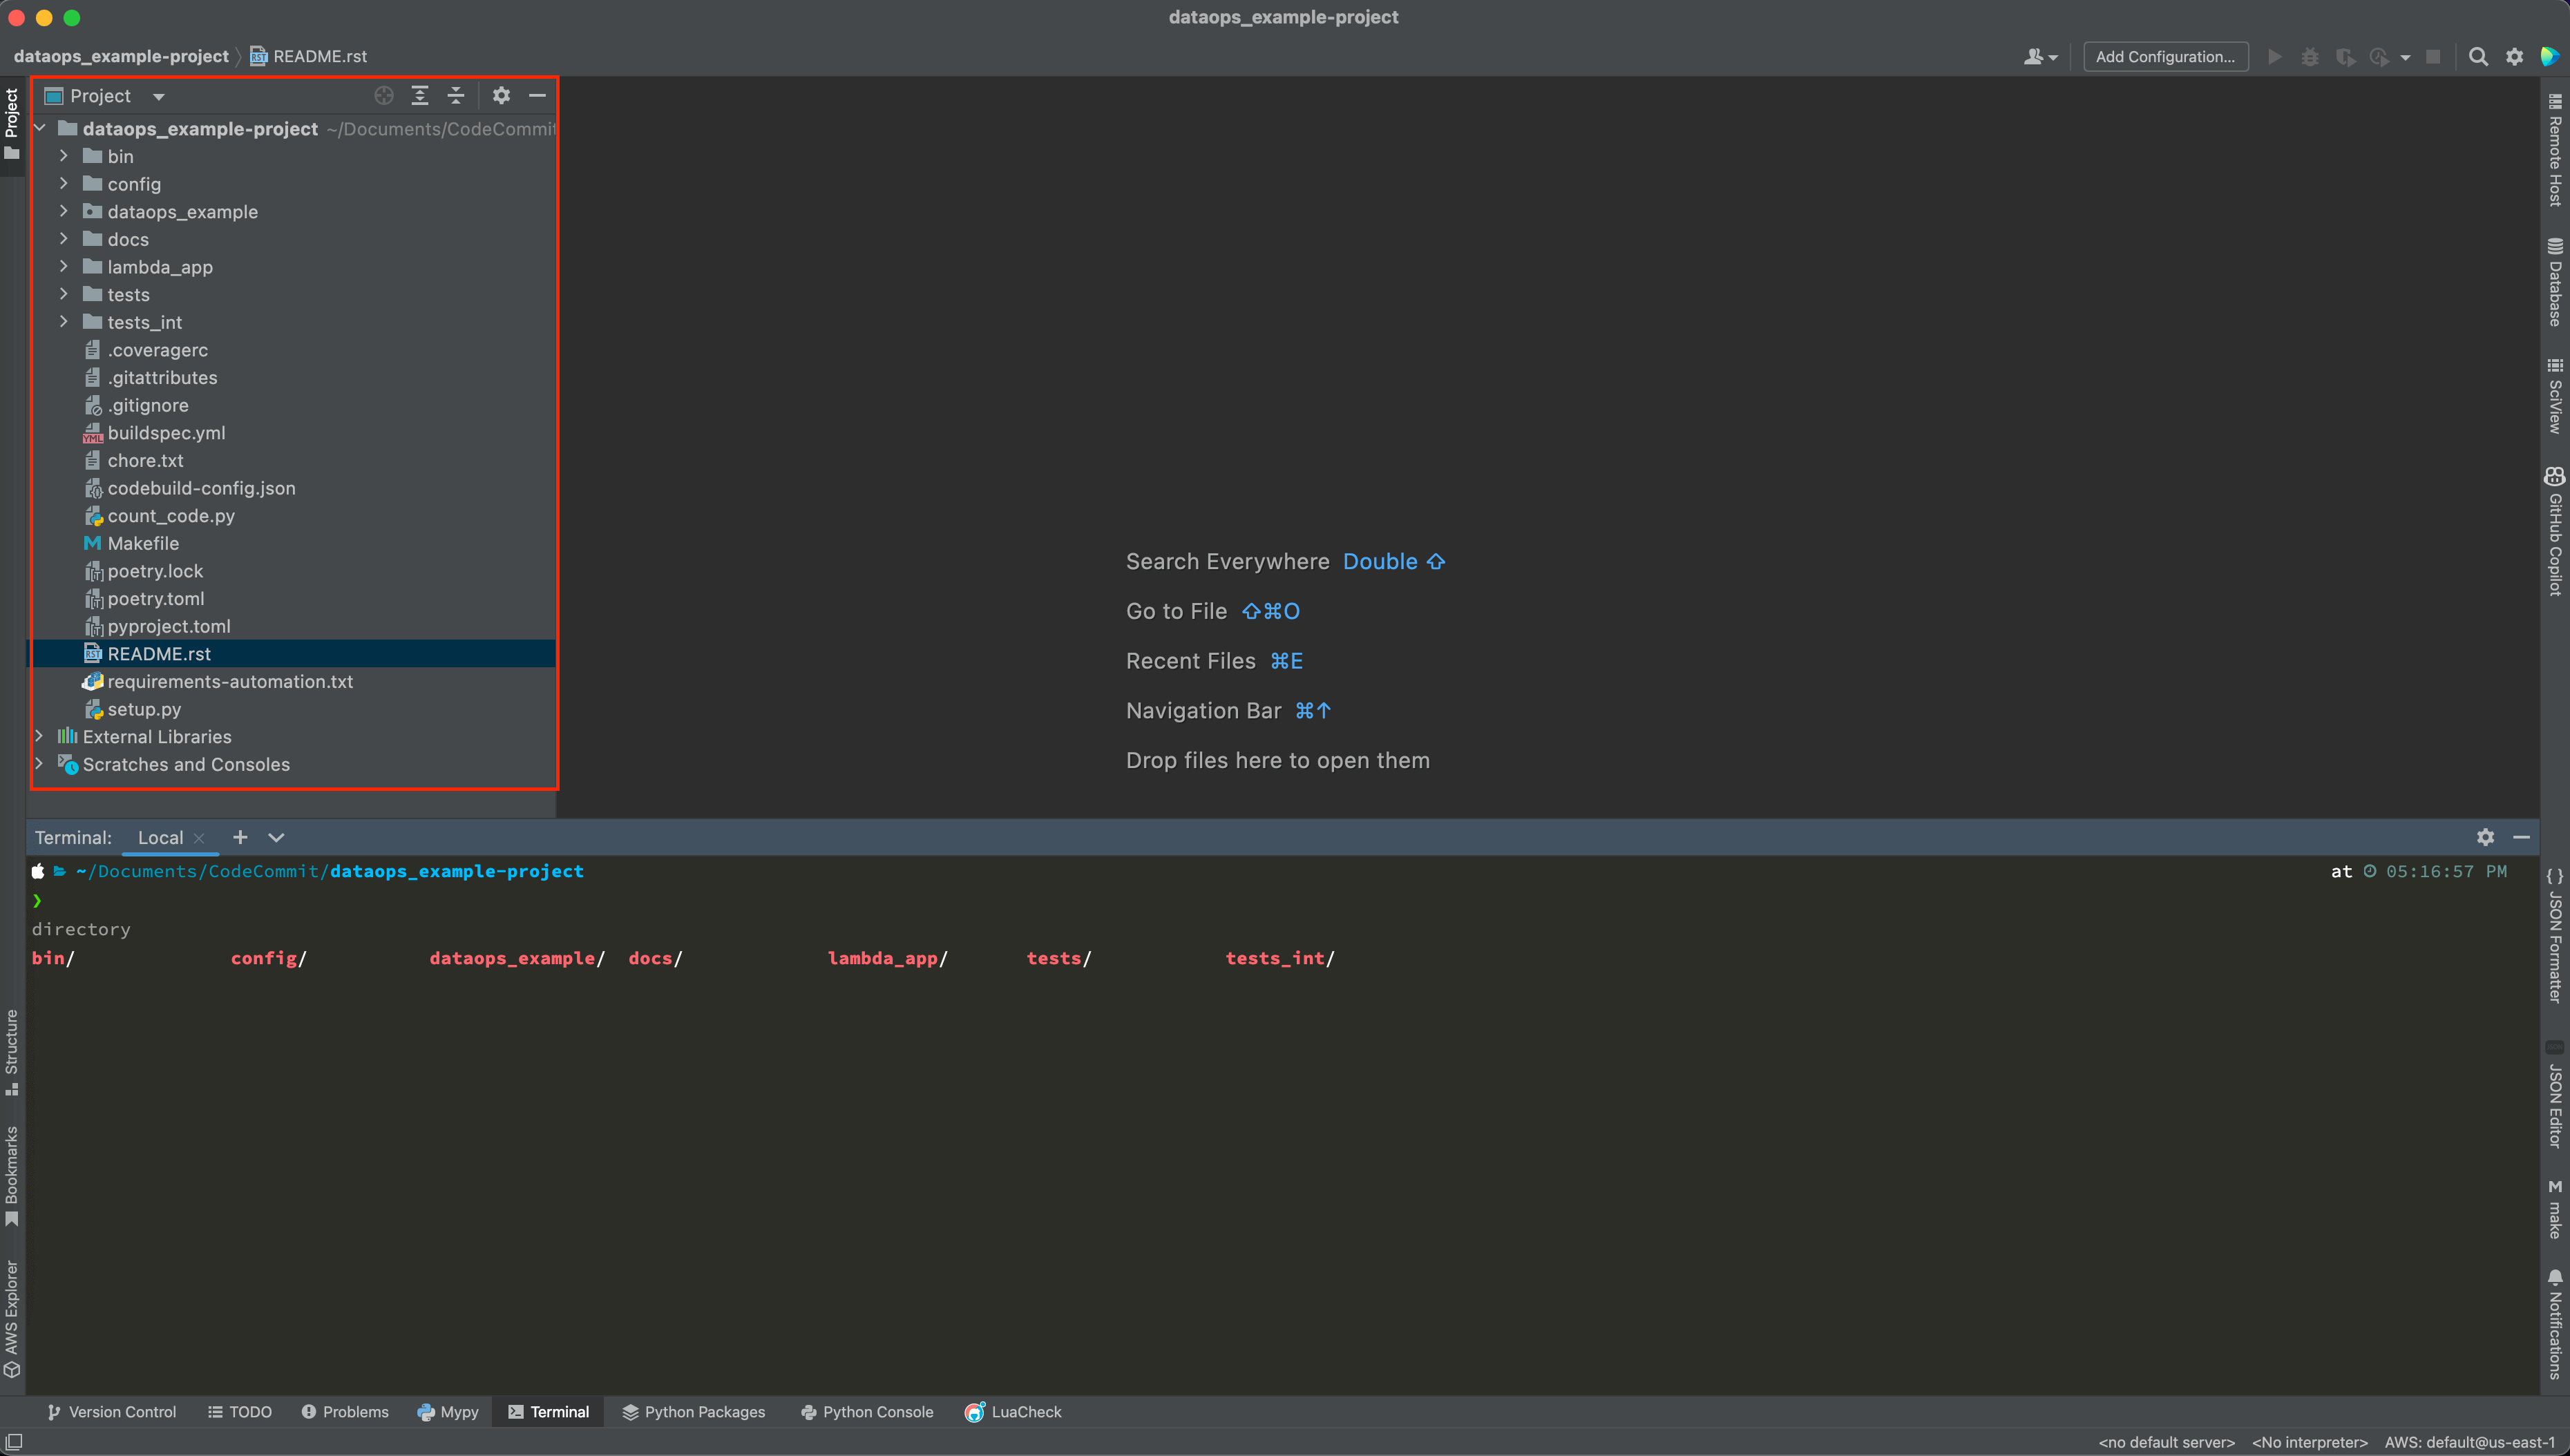 dataops_example-project
dataops_example-project README.rst
Add Configuration...
Project
Project
dataops_example-project ~/Documents/CodeCommit
bin
config
dataops_example
docs
lambda_app
tests
tests_int
.coveragerc
.gitattributes
.gitignore
buildspec.yml
chore.txt
codebuild-config.json
count_code.py
Makefile
poetry.lock
poetry.toml
pyproject.toml
README.rst
requirements-automation.txt
setup.py
External Libraries
Scratches and Consoles
Search Everywhere Double ⇧
Go to File ⇧⌘O
Recent Files ⌘E
Navigation Bar ⌘↑
Drop files here to open them
Remote Host
Database
SciView
GitHub Copilot
Terminal: Local × +
~/Documents/CodeCommit/dataops_example-project at 05:16:57 PM
❯
directory
bin/ config/ dataops_example/ docs/ lambda_app/ tests/ tests_int/
Structure
Bookmarks
AWS Explorer
{ } JSON Formatter
JSON Editor
M make
Notifications
Version Control TODO Problems Mypy Terminal Python Packages Python Console LuaCheck
<no default server> <No interpreter> AWS: default@us-east-1